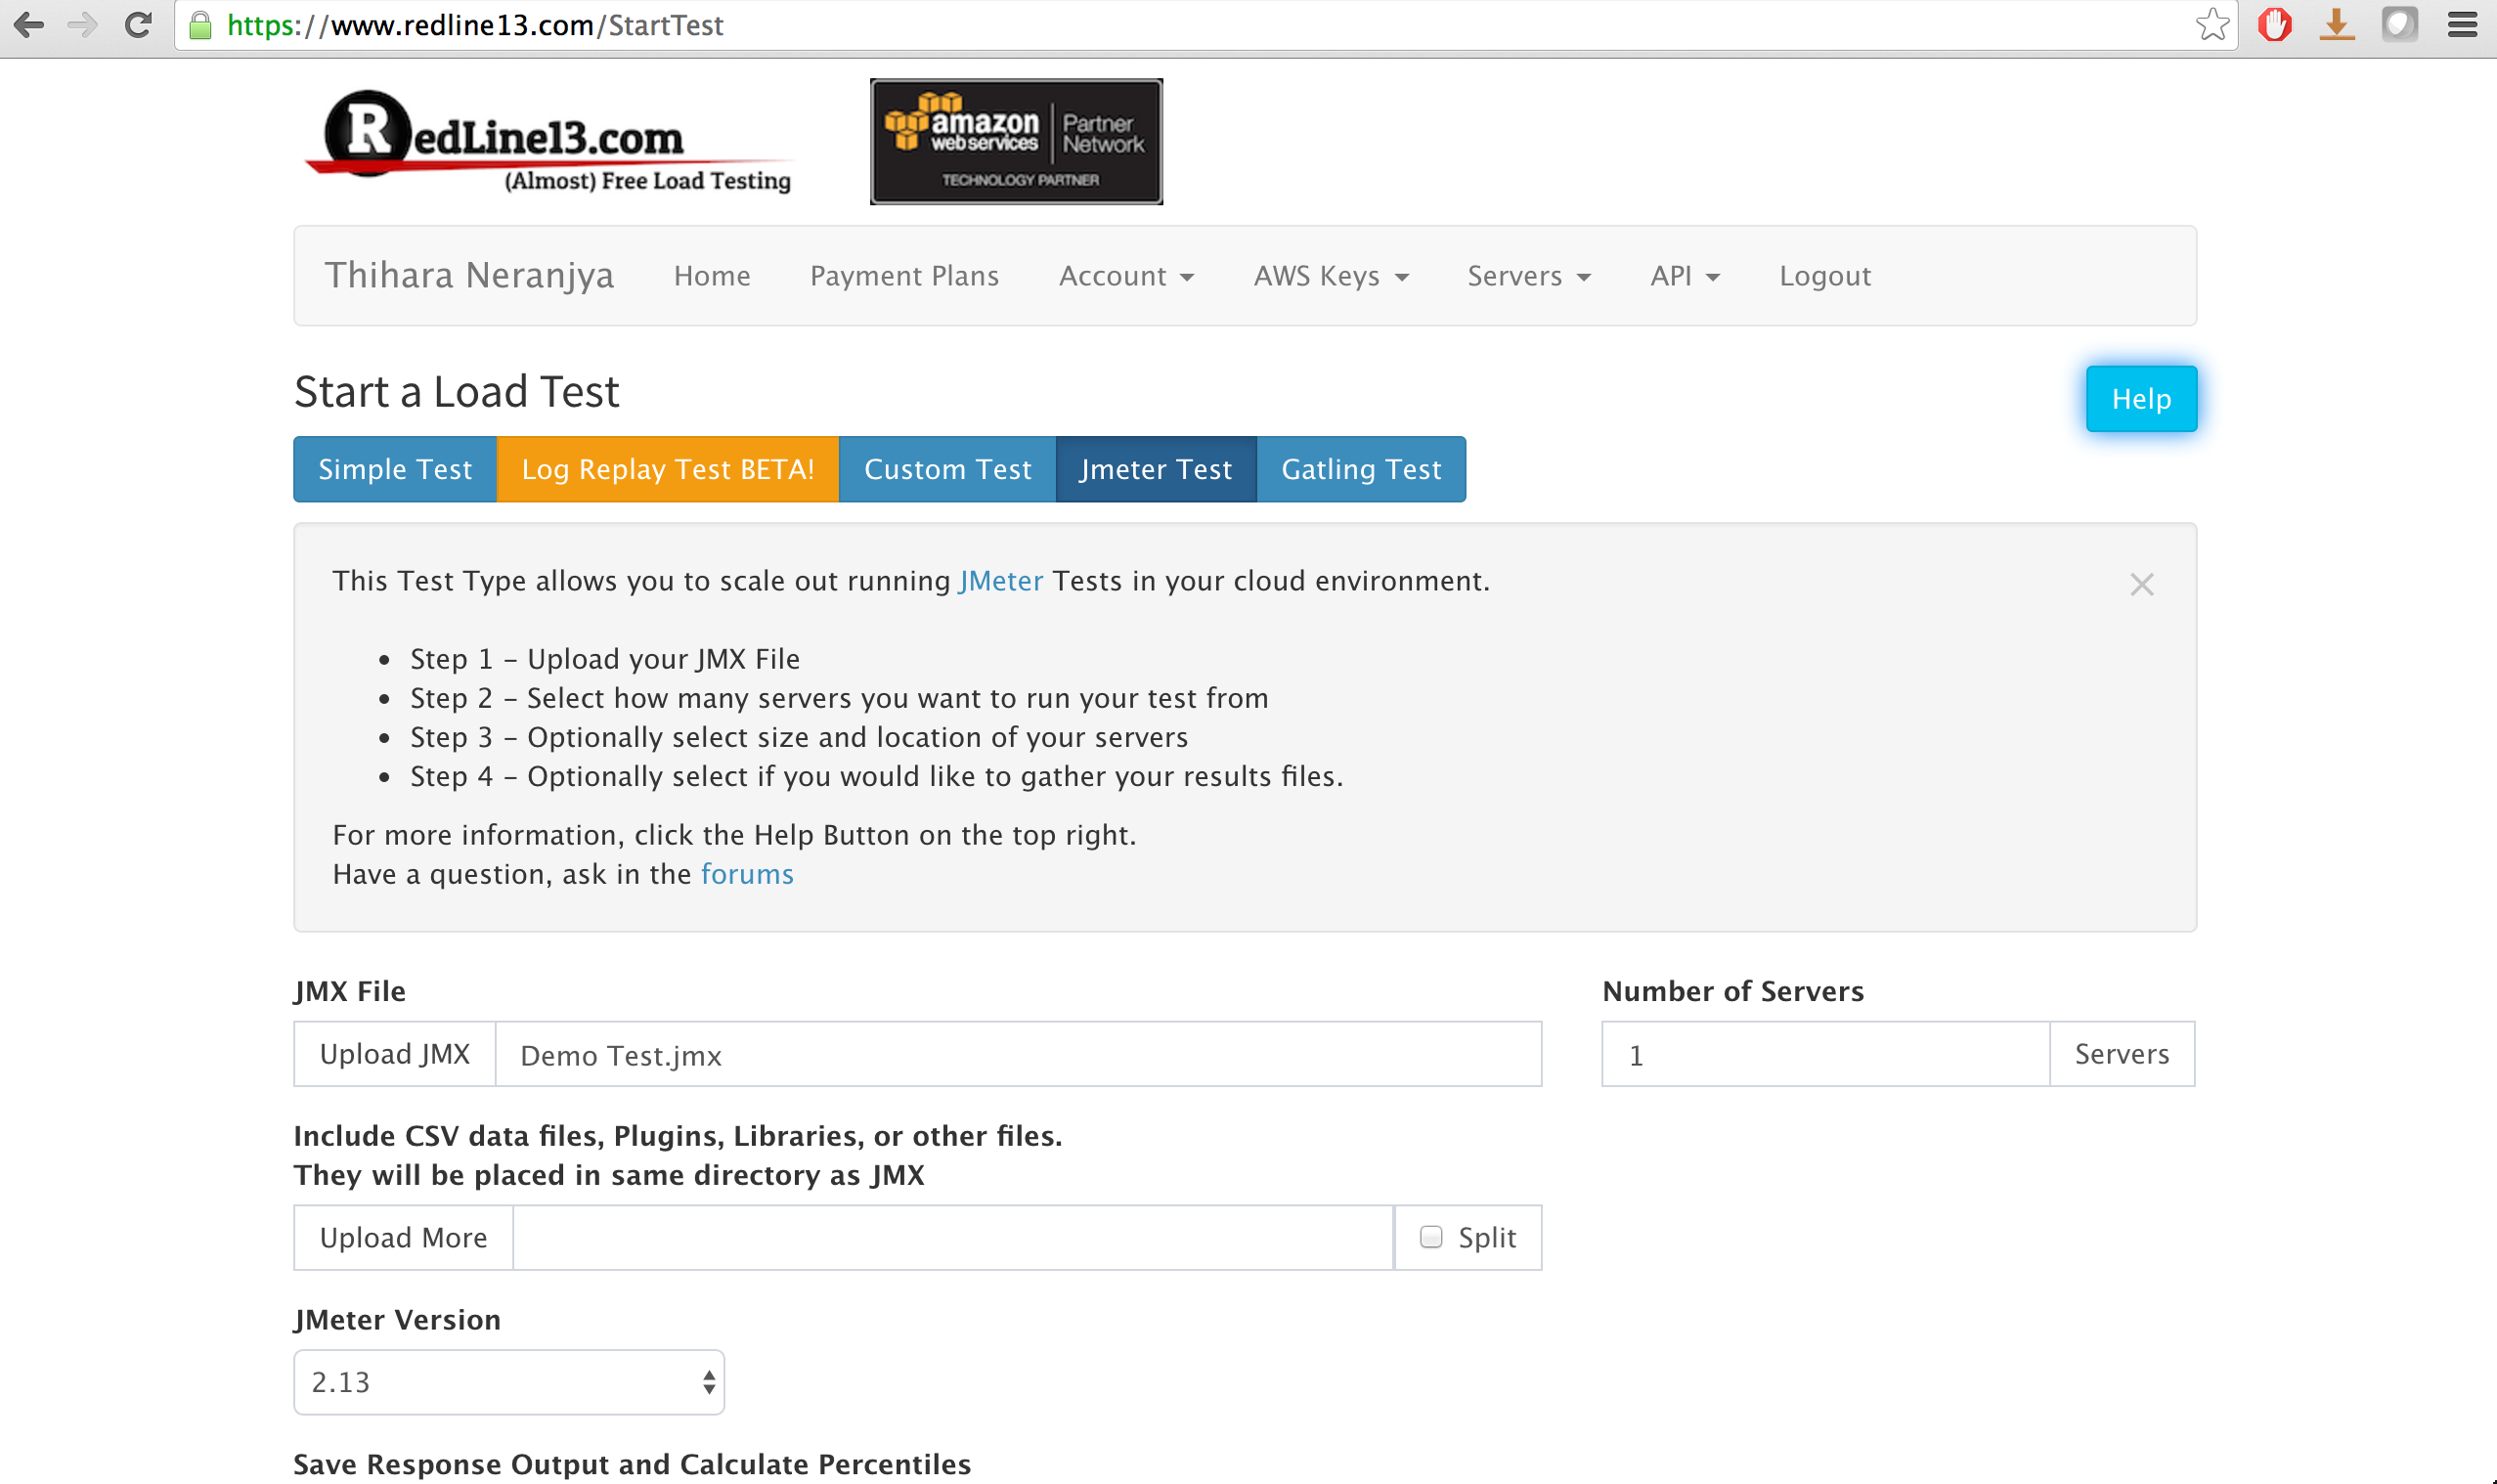 https://www.redline13.com/StartTest
RedLine13.com
(Almost) Free Load Testing
amazon web services
Partner Network
TECHNOLOGY PARTNER
Thihara Neranjya Home Payment Plans Account AWS Keys Servers API Logout
Start a Load Test
Help
Simple Test Log Replay Test BETA! Custom Test Jmeter Test Gatling Test
This Test Type allows you to scale out running JMeter Tests in your cloud environment.
• Step 1 – Upload your JMX File
• Step 2 – Select how many servers you want to run your test from
• Step 3 – Optionally select size and location of your servers
• Step 4 – Optionally select if you would like to gather your results files.
For more information, click the Help Button on the top right.
Have a question, ask in the forums
JMX File
Number of Servers
Upload JMX Demo Test.jmx
1 Servers
Include CSV data files, Plugins, Libraries, or other files.
They will be placed in same directory as JMX
Upload More Split
JMeter Version
2.13
Save Response Output and Calculate Percentiles